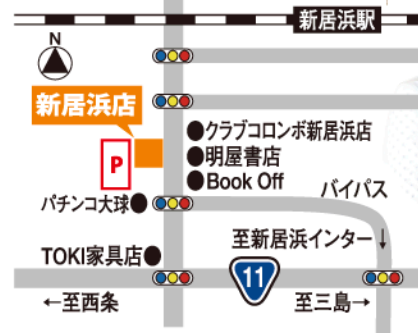 新居浜駅
N
新居浜店
●クラブコロンボ新居浜店
●明屋書店
P
●Book Off
バイパス
パチンコ大球●
至新居浜インター↓
TOKI家具店●
11
←至西条
至三島→